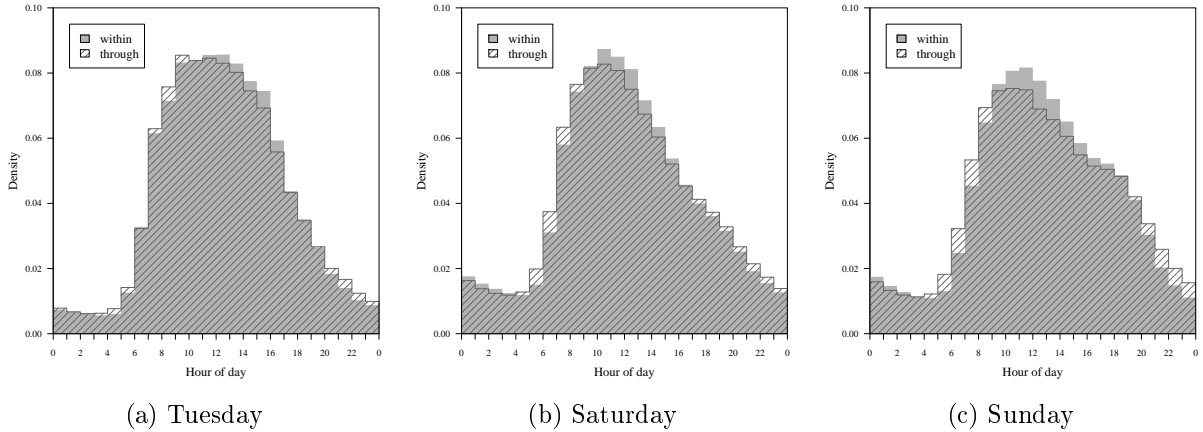 0.10
0.08
0.06
0.04
0.02
0.00
Density
within
through
0 2 4 6 8 10 12 14 16 18 20 22 0
Hour of day
(a) Tuesday
0.10
0.08
0.06
0.04
0.02
0.00
Density
within
through
0 2 4 6 8 10 12 14 16 18 20 22 0
Hour of day
(b) Saturday
0.10
0.08
0.06
0.04
0.02
0.00
Density
within
through
0 2 4 6 8 10 12 14 16 18 20 22 0
Hour of day
(c) Sunday